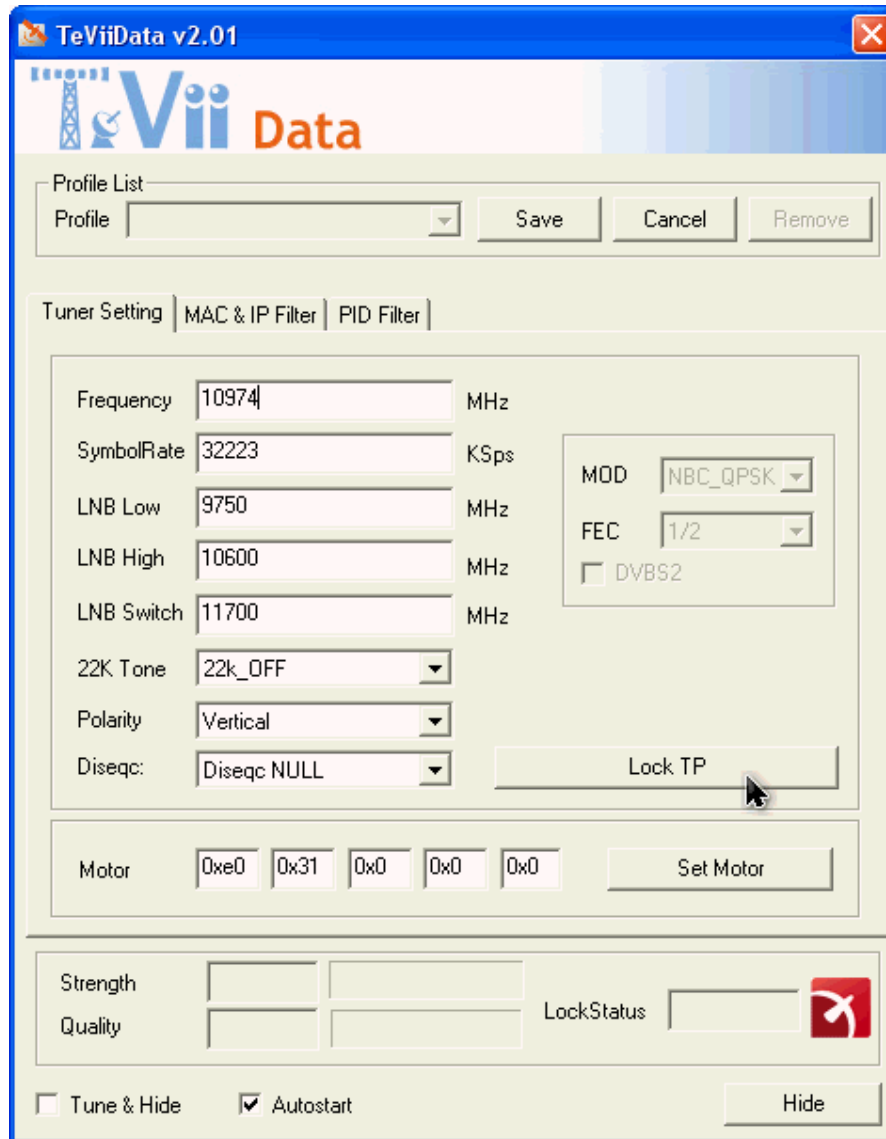 TeViiData v2.01
TeVii Data
Profile List
Profile Save Cancel Remove
Tuner Setting MAC & IP Filter PID Filter
Frequency 10974 MHz
SymbolRate 32223 KSps
LNB Low 9750 MHz
LNB High 10600 MHz
LNB Switch 11700 MHz
22K Tone 22k_OFF
Polarity Vertical
Diseqc: Diseqc NULL
MOD NBC_QPSK
FEC 1/2
DVBS2
Lock TP
Motor 0xe0 0x31 0x0 0x0 0x0 Set Motor
Strength
Quality
LockStatus
Tune & Hide Autostart Hide